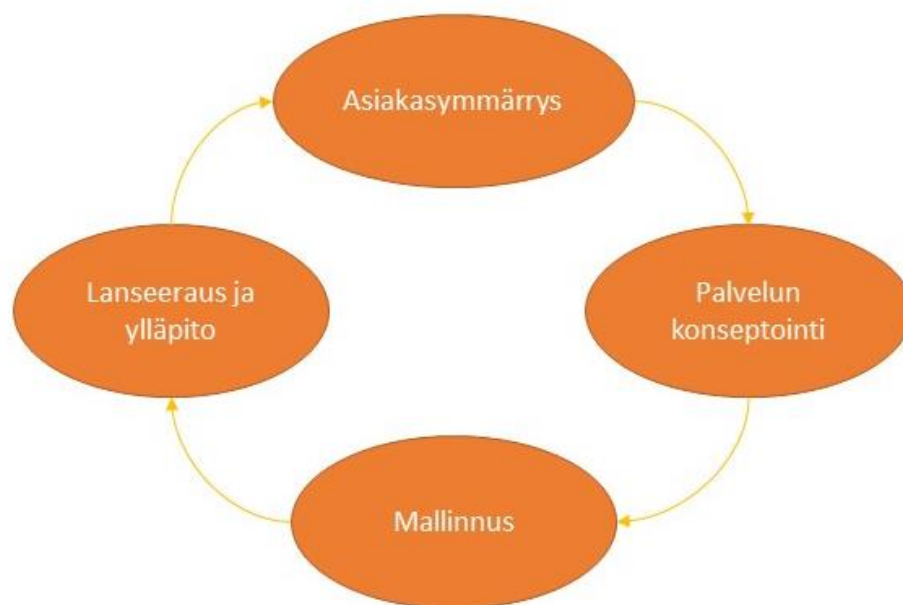 Asiakasymmärrys
Palvelun
konseptointi
Mallinnus
Lanseeraus ja
ylläpito